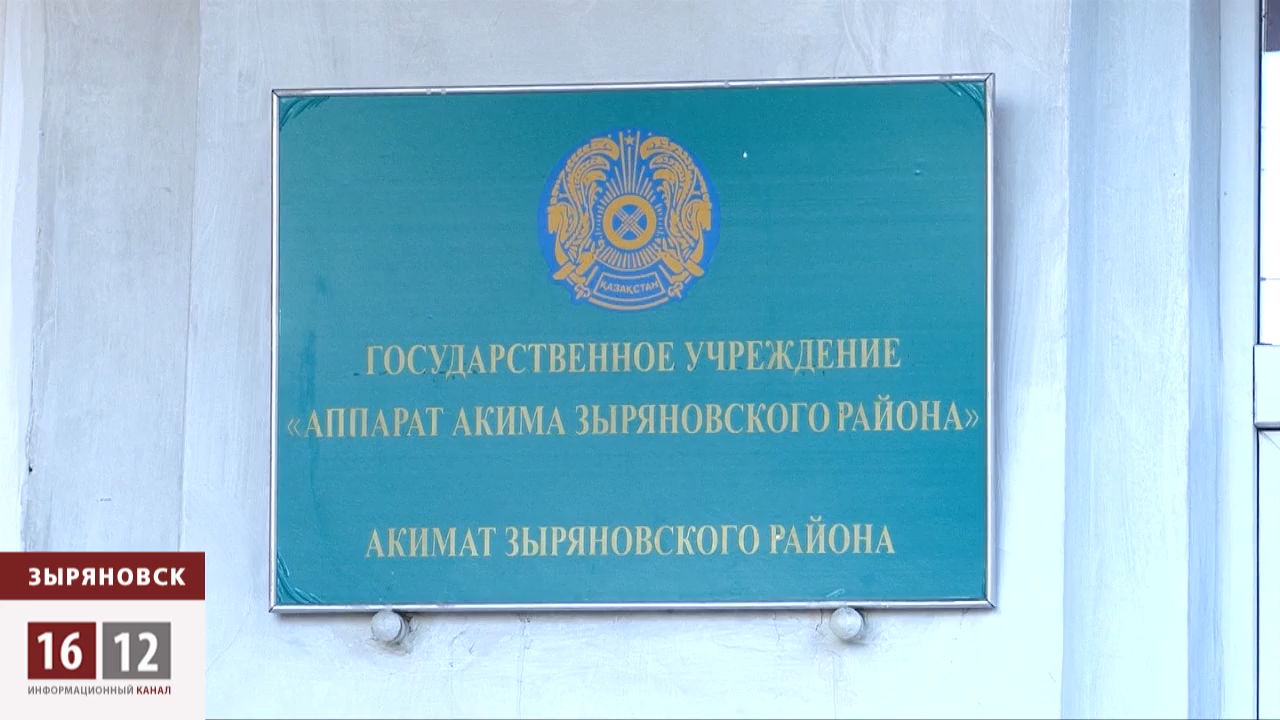 ҚАЗАҚСТАН
ГОСУДАРСТВЕННОЕ УЧРЕЖДЕНИЕ
«АППАРАТ АКИМА ЗЫРЯНОВСКОГО РАЙОНА»
АКИМАТ ЗЫРЯНОВСКОГО РАЙОНА
ЗЫРЯНОВСК
16 12
ИНФОРМАЦИОННЫЙ КАНАЛ